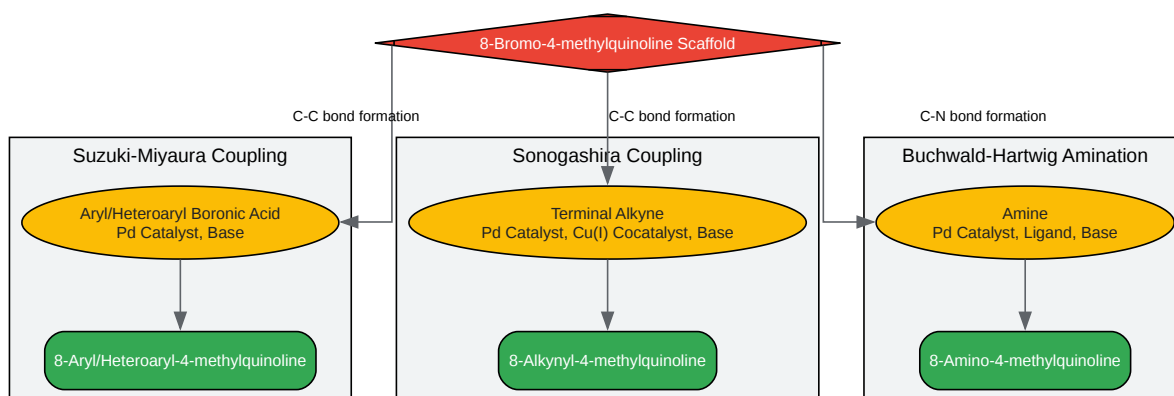 8-Bromo-4-methylquinoline Scaffold
C-C bond formation
C-C bond formation
C-N bond formation
Suzuki-Miyaura Coupling
Sonogashira Coupling
Buchwald-Hartwig Amination
Aryl/Heteroaryl Boronic Acid
Pd Catalyst, Base
Terminal Alkyne
Pd Catalyst, Cu(I) Cocatalyst, Base
Amine
Pd Catalyst, Ligand, Base
8-Aryl/Heteroaryl-4-methylquinoline
8-Alkynyl-4-methylquinoline
8-Amino-4-methylquinoline